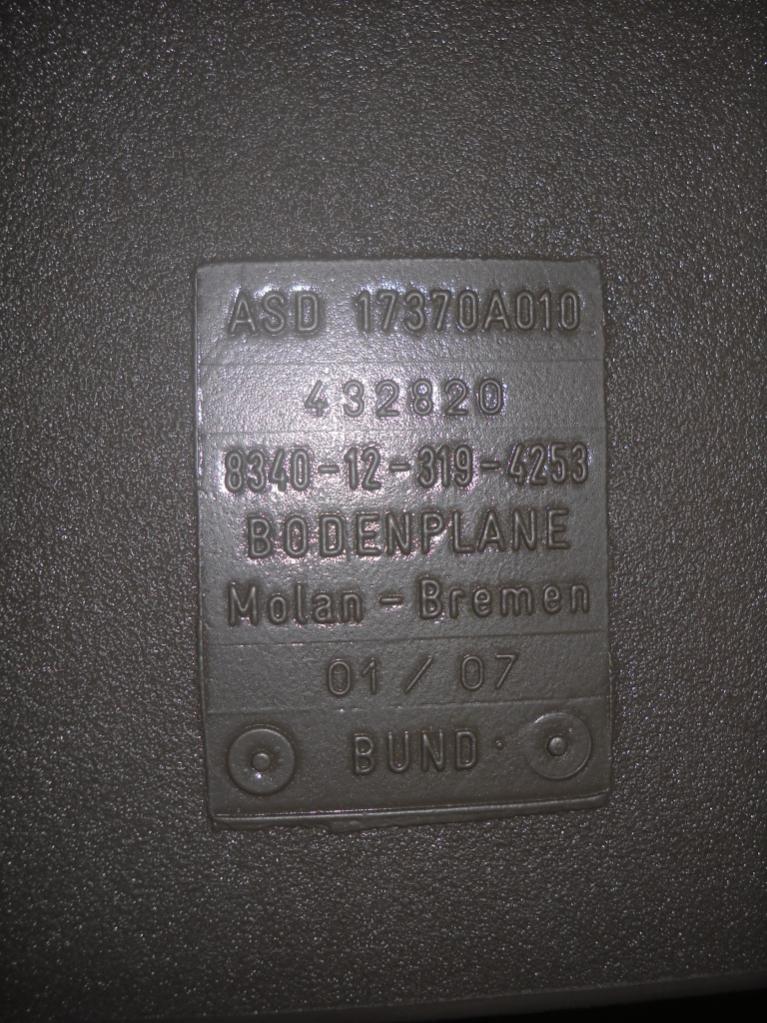 ASD 17370A010
432820
8340-12-319-4253
BODENPLANE
Molan-Bremen
01 / 07
BUND